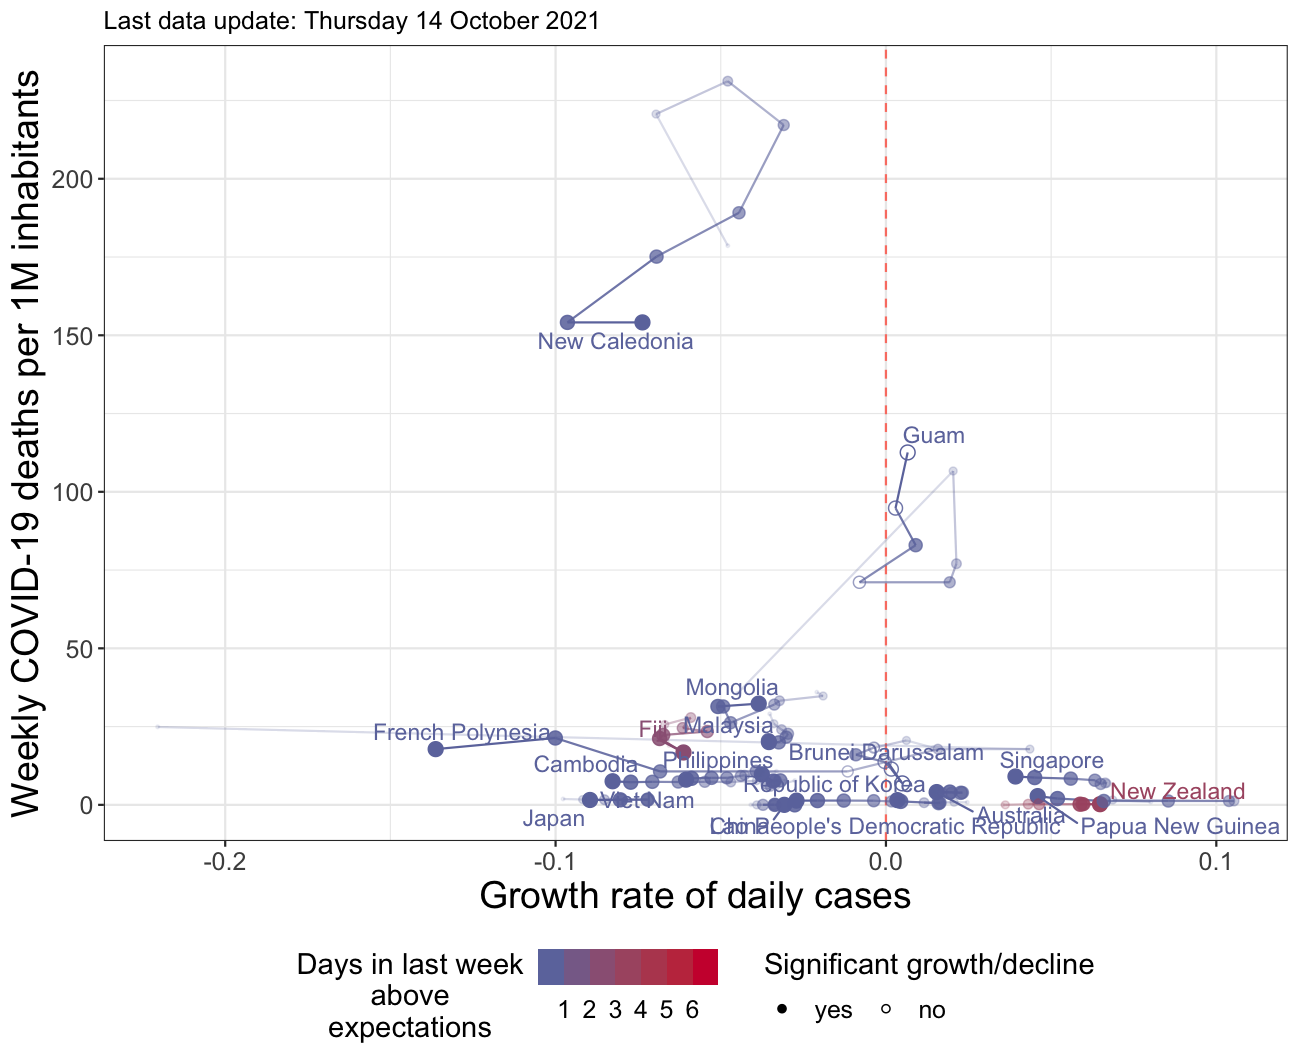 Last data update: Thursday 14 October 2021
Weekly COVID-19 deaths per 1M inhabitants
200
150
100
50
0
New Caledonia
Guam
Mongolia
French Polynesia
Fiji
Malaysia
Brunei Darussalam
Cambodia
Philippines
Singapore
Republic of Korea
Viet Nam
New Zealand
Japan
Australia
China
Lao People's Democratic Republic
Papua New Guinea
-0.2
-0.1
0.0
0.1
Growth rate of daily cases
Days in last week
above
expectations
1 2 3 4 5 6
Significant growth/decline
yes
no